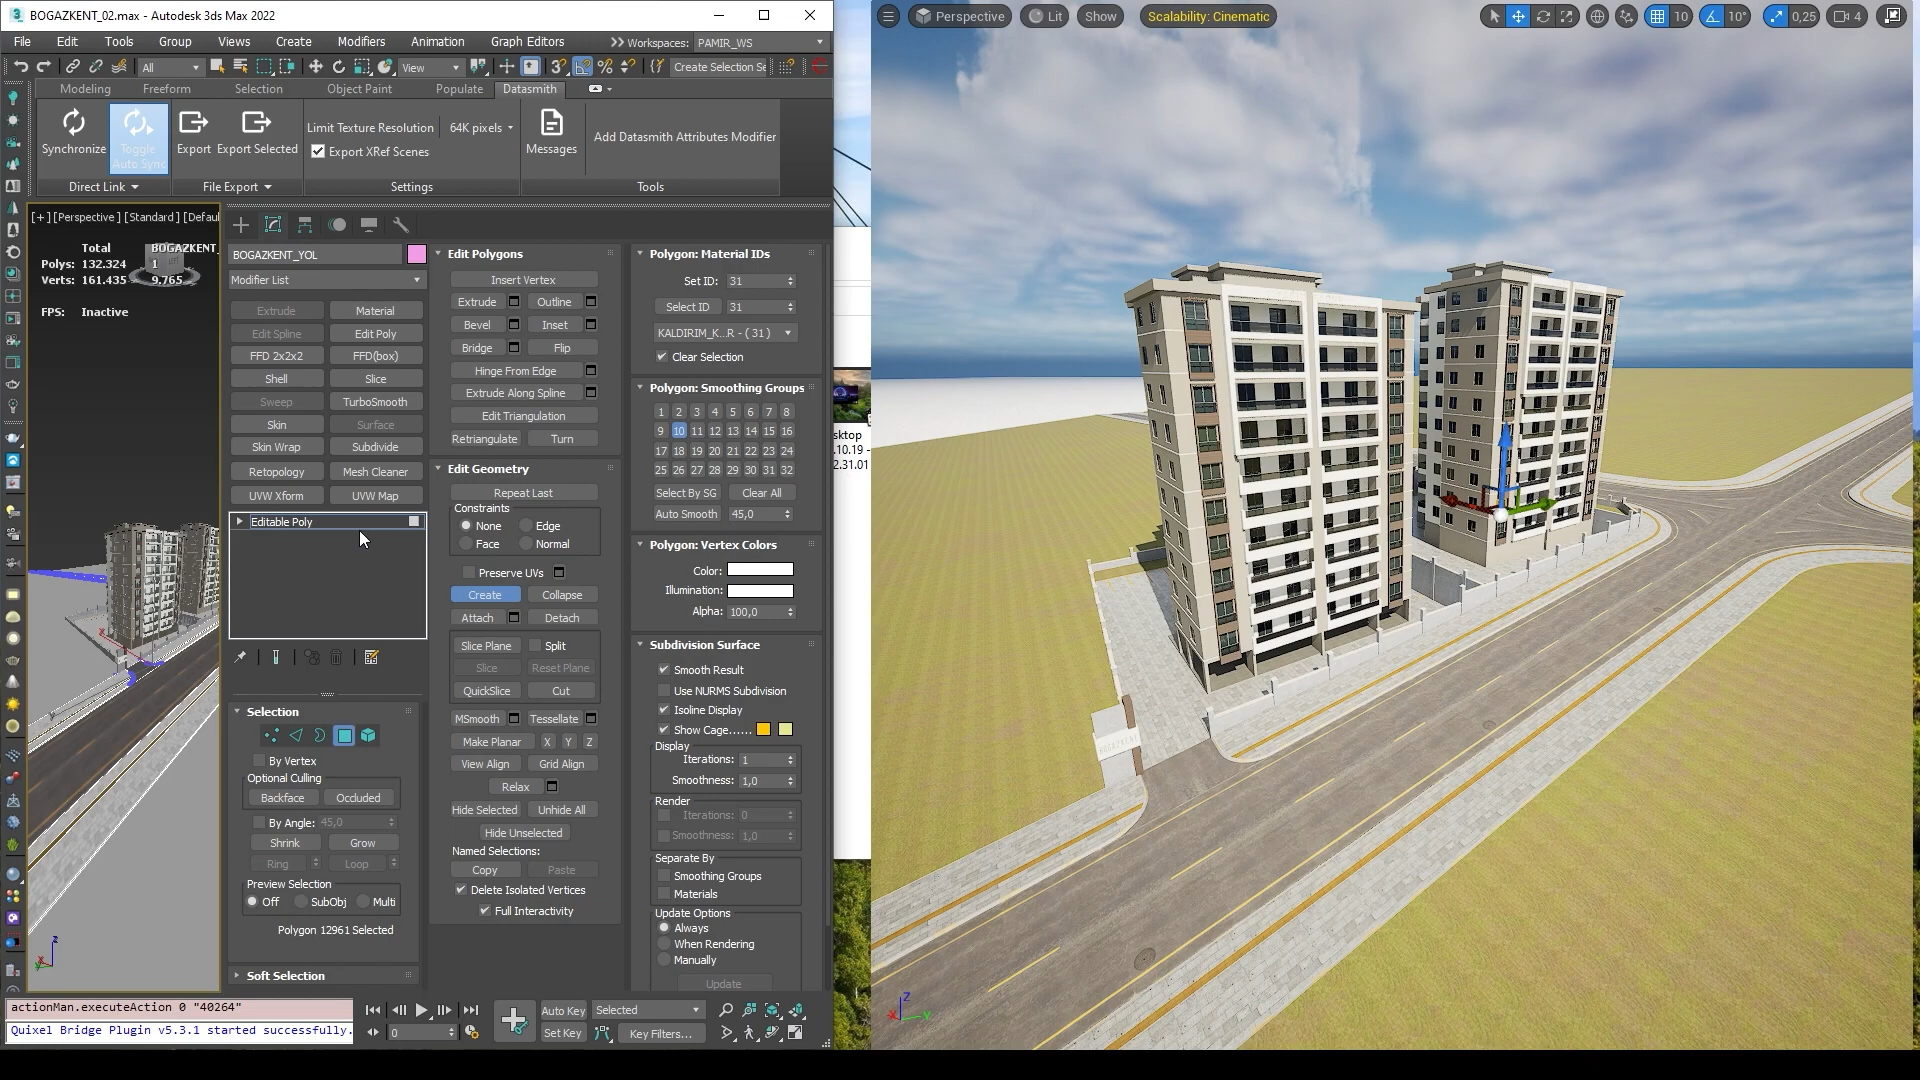 BOGAZKENT_02.max - Autodesk 3ds Max 2022
File Edit Tools Group Views Create Modifiers Animation Graph Editors Workspaces: PAMIR_WS
All View Create Selection Se
Modeling Freeform Selection Object Paint Populate Datasmith
Synchronize
Toggle Auto Sync
Export Export Selected
Limit Texture Resolution 64K pixels
Export XRef Scenes
Messages
Add Datasmith Attributes Modifier
Direct Link File Export Settings Tools
[+] [Perspective ] [Standard ] [Defau
Total BOGAZKENT_
Polys: 132.324 1
Verts: 161.435 9.765
FPS: Inactive
BOGAZKENT_YOL
Modifier List
Extrude Material
Edit Spline Edit Poly
FFD 2x2x2 FFD(box)
Shell Slice
Sweep TurboSmooth
Skin Surface
Skin Wrap Subdivide
Retopology Mesh Cleaner
UVW Xform UVW Map
Editable Poly
Selection
By Vertex
Optional Culling
Backface Occluded
By Angle: 45,0
Shrink Grow
Ring Loop
Preview Selection
Off SubObj Multi
Polygon 12961 Selected
Soft Selection
Edit Polygons
Insert Vertex
Extrude Outline
Bevel Inset
Bridge Flip
Hinge From Edge
Extrude Along Spline
Edit Triangulation
Retriangulate Turn
Edit Geometry
Repeat Last
Constraints
None Edge
Face Normal
Preserve UVs
Create Collapse
Attach Detach
Slice Plane Split
Slice Reset Plane
QuickSlice Cut
MSmooth Tessellate
Make Planar X Y Z
View Align Grid Align
Relax
Hide Selected Unhide All
Hide Unselected
Named Selections:
Copy Paste
Delete Isolated Vertices
Full Interactivity
Polygon: Material IDs
Set ID: 31
Select ID 31
KALDIRIM_K...R - ( 31 )
Clear Selection
Polygon: Smoothing Groups
1 2 3 4 5 6 7 8
9 10 11 12 13 14 15 16
17 18 19 20 21 22 23 24
25 26 27 28 29 30 31 32
Select By SG Clear All
Auto Smooth 45,0
Polygon: Vertex Colors
Color:
Illumination:
Alpha: 100,0
Subdivision Surface
Smooth Result
Use NURMS Subdivision
Isoline Display
Show Cage......
Display
Iterations: 1
Smoothness: 1,0
Render
Iterations: 0
Smoothness: 1,0
Separate By
Smoothing Groups
Materials
Update Options
Always
When Rendering
Manually
Update
actionMan.executeAction 0 "40264"
Quixel Bridge Plugin v5.3.1 started successfully.
0
Auto Key Selected
Set Key Key Filters...
sktop
.10.19 -
2.31.01
Perspective Lit Show Scalability: Cinematic 10 10° 0,25 4
BOGAZKENT
Z
X Y